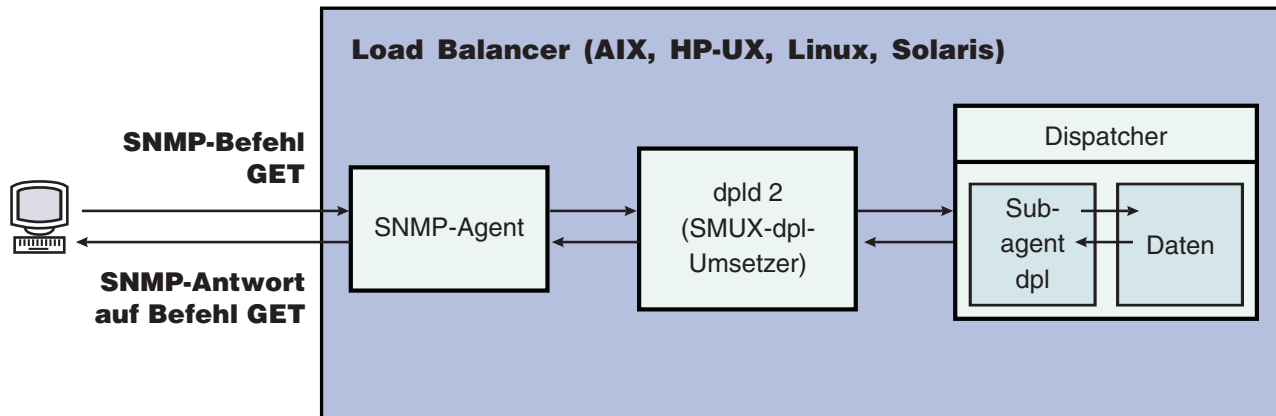 Load Balancer (AIX, HP-UX, Linux, Solaris)
SNMP-Befehl
GET
SNMP-Antwort
auf Befehl GET
SNMP-Agent
dpld 2
(SMUX-dpl-
Umsetzer)
Dispatcher
Sub-
agent
dpl
Daten